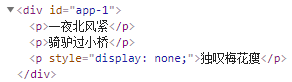 ▼<div id="app-1">
<p>一夜北风紧</p>
<p>骑驴过小桥</p>
<p style="display: none;">独叹梅花瘦</p>
</div>